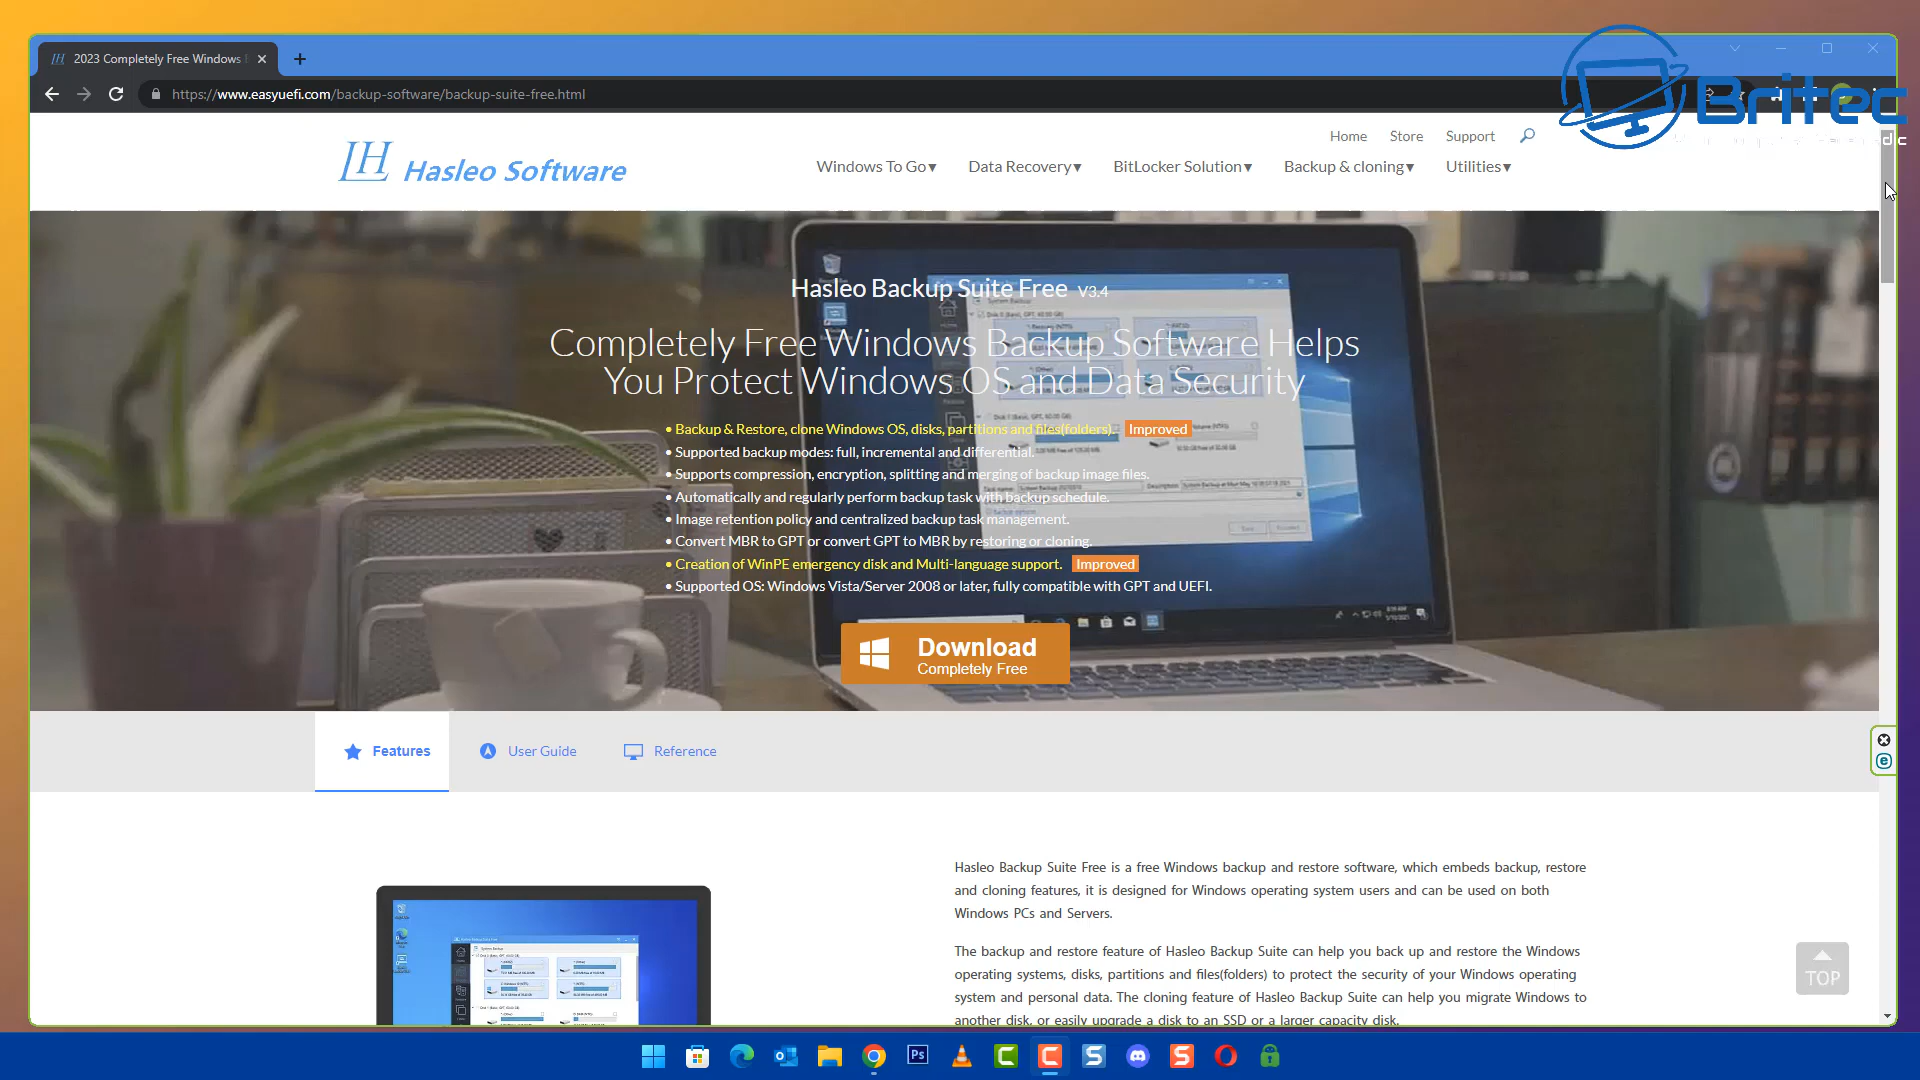 2023 Completely Free Windows
https://www.easyuefi.com/backup-software/backup-suite-free.html
Britec
Home Store Support
LH Hasleo Software
Windows To Go▾ Data Recovery▾ BitLocker Solution▾ Backup & cloning▾ Utilities▾
Hasleo Backup Suite Free V3.4
Completely Free Windows Backup Software Helps
You Protect Windows OS and Data Security
• Backup & Restore, clone Windows OS, disks, partitions and files(folders). Improved
• Supported backup modes: full, incremental and differential.
• Supports compression, encryption, splitting and merging of backup image files.
• Automatically and regularly perform backup task with backup schedule.
• Image retention policy and centralized backup task management.
• Convert MBR to GPT or convert GPT to MBR by restoring or cloning.
• Creation of WinPE emergency disk and Multi-language support. Improved
• Supported OS: Windows Vista/Server 2008 or later, fully compatible with GPT and UEFI.
Download
Completely Free
Features User Guide Reference
Hasleo Backup Suite Free is a free Windows backup and restore software, which embeds backup, restore
and cloning features, it is designed for Windows operating system users and can be used on both
Windows PCs and Servers.
The backup and restore feature of Hasleo Backup Suite can help you back up and restore the Windows
operating systems, disks, partitions and files(folders) to protect the security of your Windows operating
system and personal data. The cloning feature of Hasleo Backup Suite can help you migrate Windows to
another disk, or easily upgrade a disk to an SSD or a larger capacity disk.
TOP
Ps